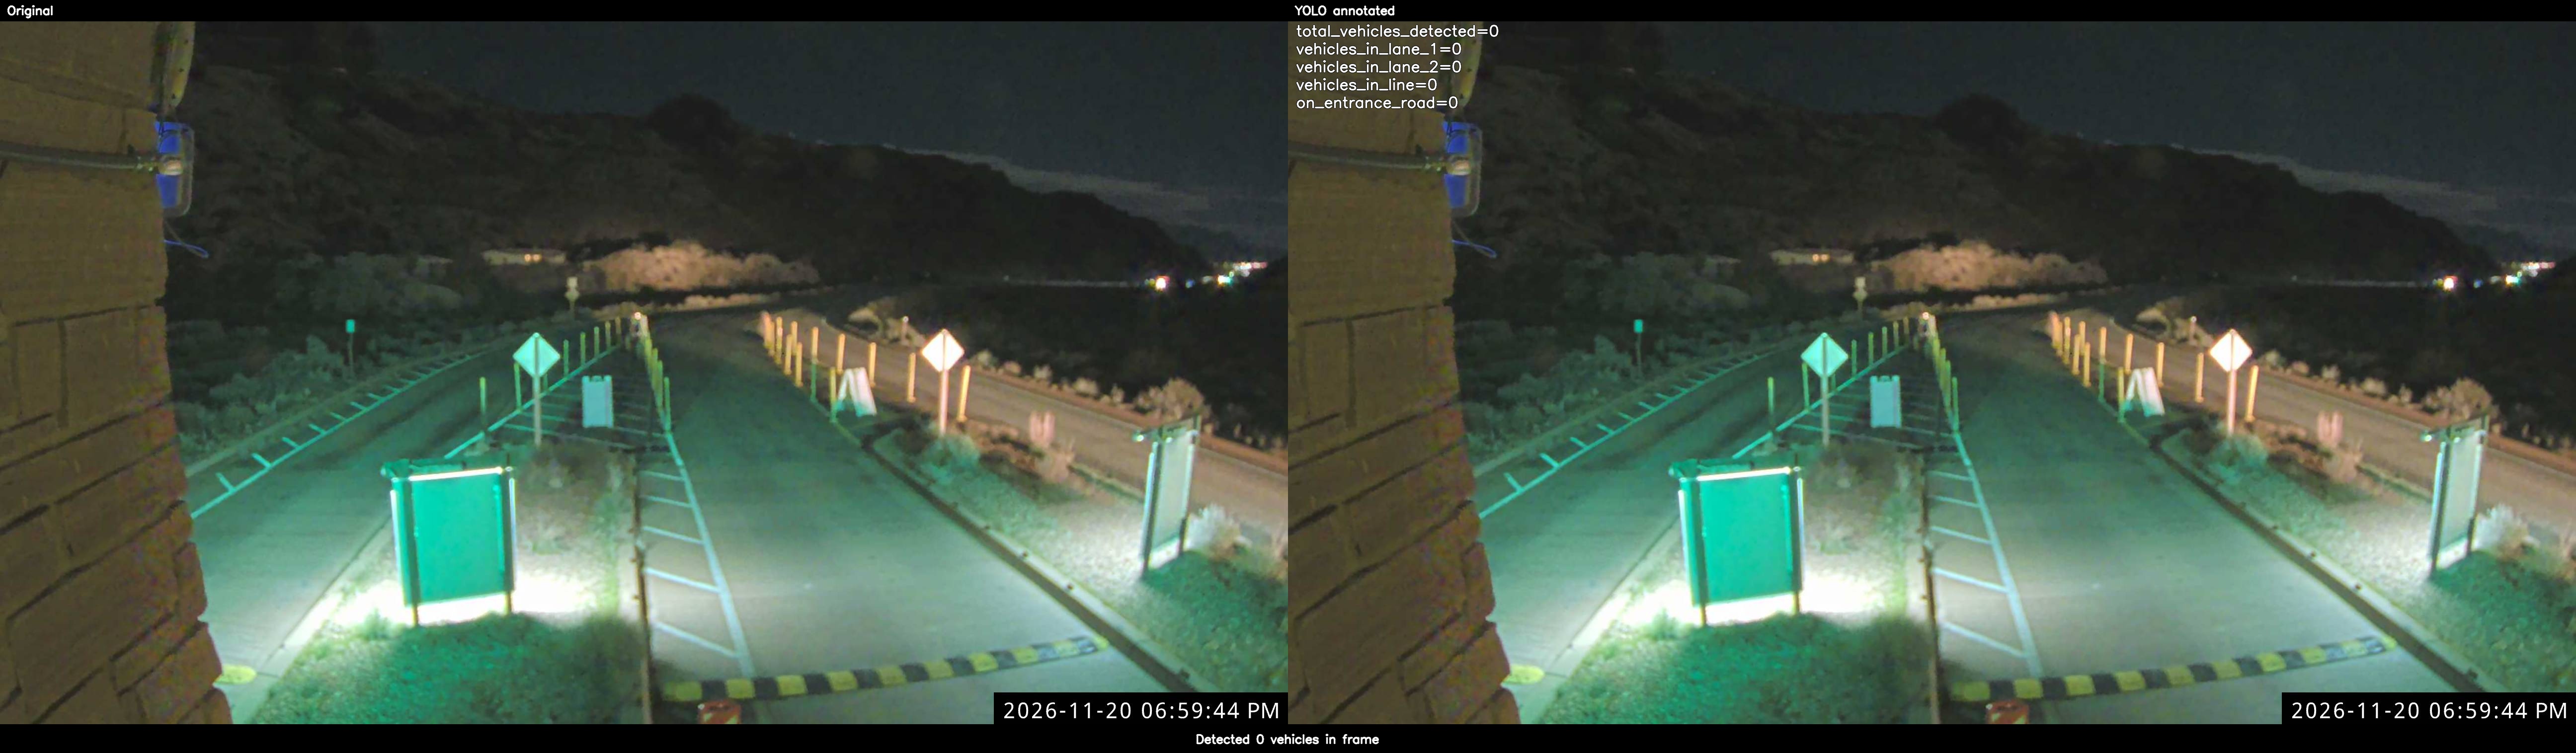 Original
YOLO annotated
total_vehicles_detected=0
vehicles_in_lane_1=0
vehicles_in_lane_2=0
vehicles_in_line=0
on_entrance_road=0
2026-11-20 06:59:44 PM
2026-11-20 06:59:44 PM
Detected 0 vehicles in frame